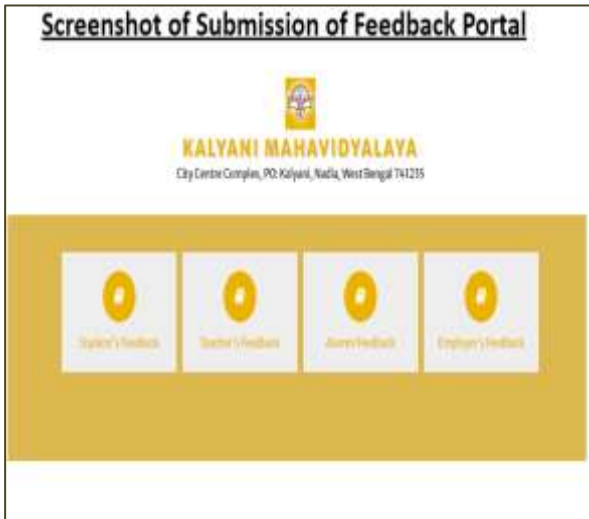 Screenshot of Submission of Feedback Portal
KALYANI MAHAVIDYALAYA
City Centre Complex, PO: Kalyani, Nadia, West Bengal 741235
Student's Feedback
Teacher's Feedback
Alumni Feedback
Employer's Feedback